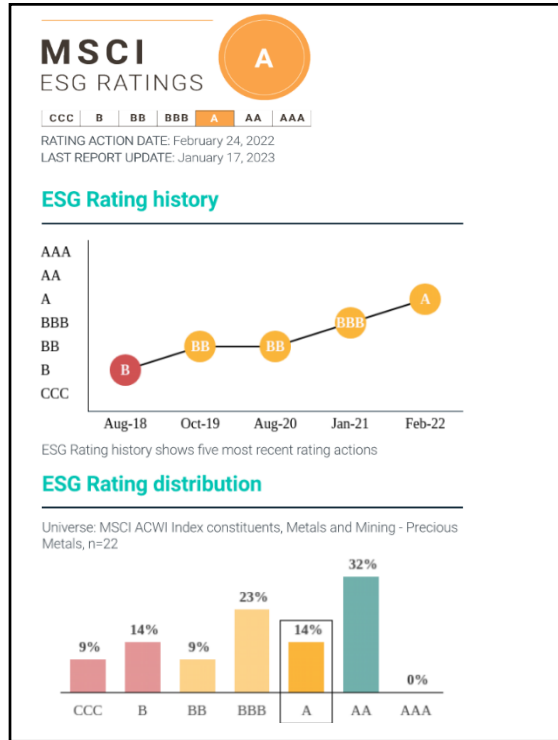 MSCI
ESG RATINGS
A
CCC B BB BBB A AA AAA
RATING ACTION DATE: February 24, 2022
LAST REPORT UPDATE: January 17, 2023
ESG Rating history
AAA
AA
A
BBB
BB
B
CCC
B BB BB BBB A
Aug-18 Oct-19 Aug-20 Jan-21 Feb-22
ESG Rating history shows five most recent rating actions
ESG Rating distribution
Universe: MSCI ACWI Index constituents, Metals and Mining - Precious
Metals, n=22
9% 14% 9% 23% 14% 32% 0%
CCC B BB BBB A AA AAA